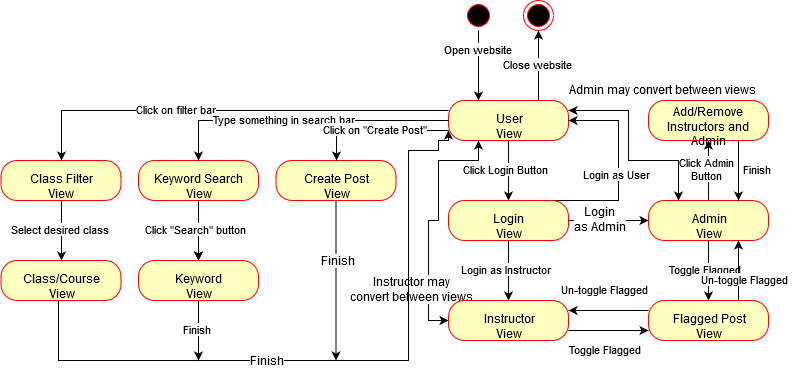 Open website
Close website
Admin may convert between views
Click on filter bar
Type something in search bar
Click on "Create Post"
User
View
Add/Remove
Instructors and
Admin
Click Login Button
Login as User
Click Admin
Button
Finish
Class Filter
View
Keyword Search
View
Create Post
View
Login
View
Login
as Admin
Admin
View
Select desired class
Click "Search" button
Finish
Login as Instructor
Toggle Flagged
Un-toggle Flagged
Class/Course
View
Keyword
View
Instructor may
convert between views
Un-toggle Flagged
Instructor
View
Flagged Post
View
Finish
Toggle Flagged
Finish